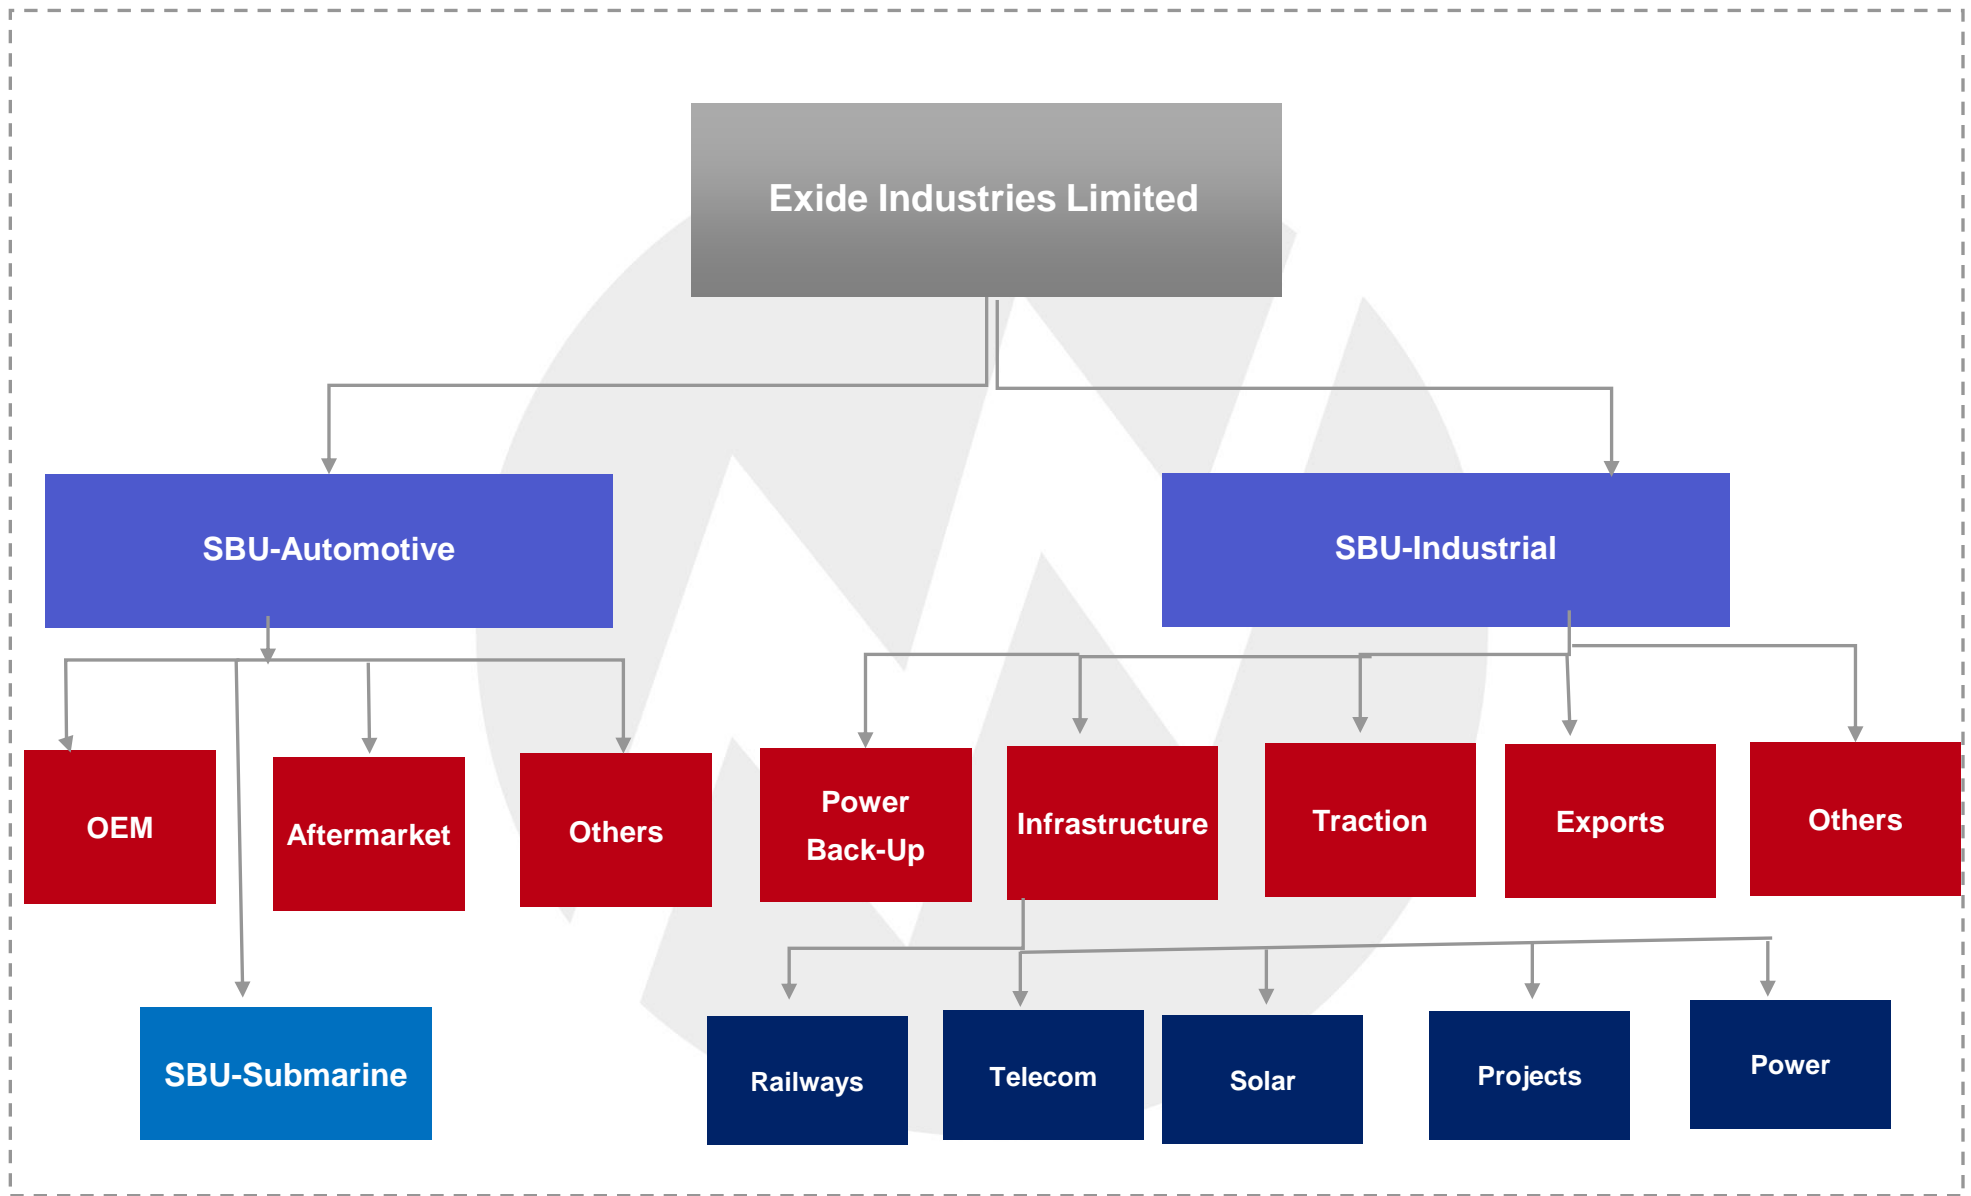 Exide Industries Limited
SBU-Automotive
SBU-Industrial
OEM
Aftermarket
Others
Power
Back-Up
Infrastructure
Traction
Exports
Others
SBU-Submarine
Railways
Telecom
Solar
Projects
Power